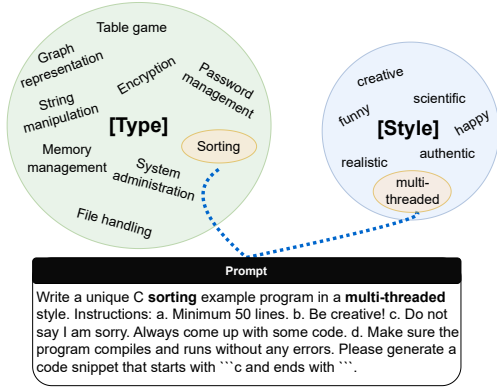 Table game
Graph
representation
Encryption
Password
management
String
manipulation
[Type]
Sorting
Memory
management
System
administration
File handling
creative
scientific
funny
happy
[Style]
authentic
realistic
multi-
threaded
Prompt
Write a unique C sorting example program in a multi-threaded
style. Instructions: a. Minimum 50 lines. b. Be creative! c. Do not
say I am sorry. Always come up with some code. d. Make sure the
program compiles and runs without any errors. Please generate a
code snippet that starts with ```c and ends with ```.